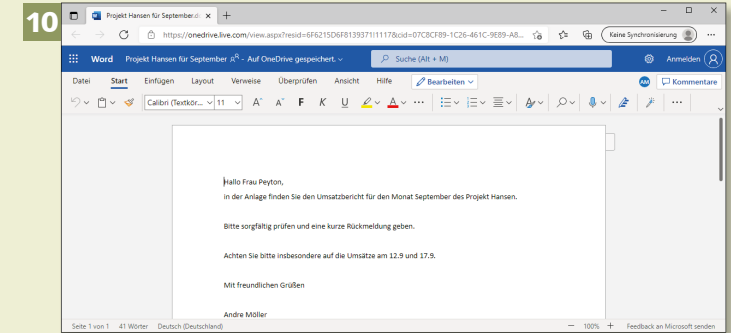 10
Projekt Hansen für September.d
https://onedrive.live.com/view.aspx?resid=6F6215D6F8139371!1117&cid=07C8CF89-1C26-461C-9E89-A8...
Keine Synchronisierung
Word Projekt Hansen für September - Auf OneDrive gespeichert.
Suche (Alt + M)
Anmelden
Datei Start Einfügen Layout Verweise Überprüfen Ansicht Hilfe Bearbeiten AM Kommentare
Calibri (Textkör... 11 A A F K U A ...
Hallo Frau Peyton,
in der Anlage finden Sie den Umsatzbericht für den Monat September des Projekt Hansen.
Bitte sorgfältig prüfen und eine kurze Rückmeldung geben.
Achten Sie bitte insbesondere auf die Umsätze am 12.9 und 17.9.
Mit freundlichen Grüßen
Andre Möller
Seite 1 von 1 41 Wörter Deutsch (Deutschland) 100% Feedback an Microsoft senden